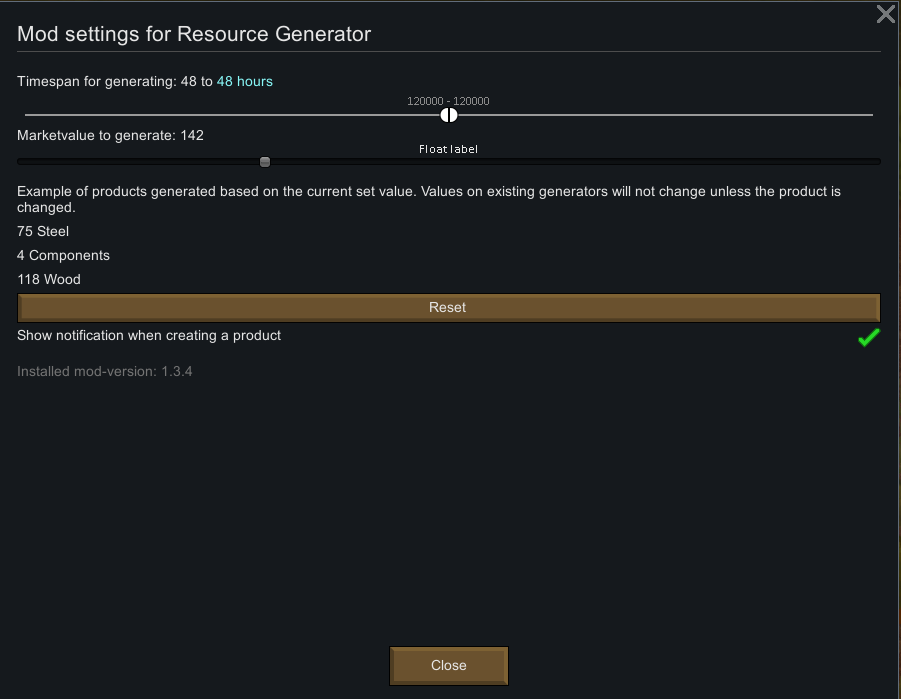 Mod settings for Resource Generator
Timespan for generating: 48 to 48 hours
120000 - 120000
Marketvalue to generate: 142
Float label
Example of products generated based on the current set value. Values on existing generators will not change unless the product is
changed.
75 Steel
4 Components
118 Wood
Reset
Show notification when creating a product
Installed mod-version: 1.3.4
Close